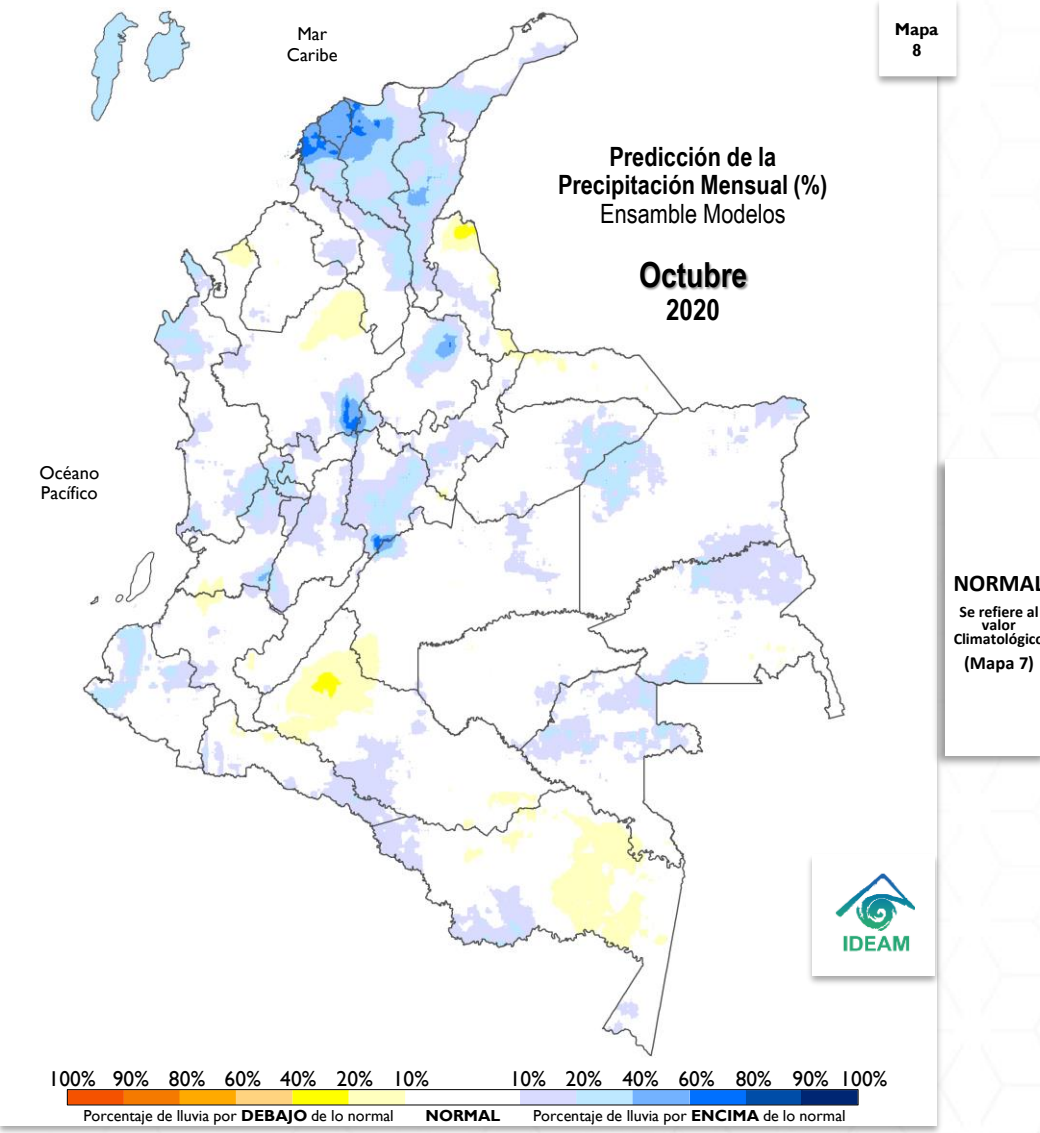 Mapa
8
Mar
Caribe
Predicción de la
Precipitación Mensual (%)
Ensamble Modelos
Octubre
2020
Océano
Pacífico
NORMAL
Se refiere al
valor
Climatológico
(Mapa 7)
IDEAM
100% 90% 80% 60% 40% 20% 10% 10% 20% 40% 60% 80% 90% 100%
Porcentaje de lluvia por DEBAJO de lo normal NORMAL Porcentaje de lluvia por ENCIMA de lo normal